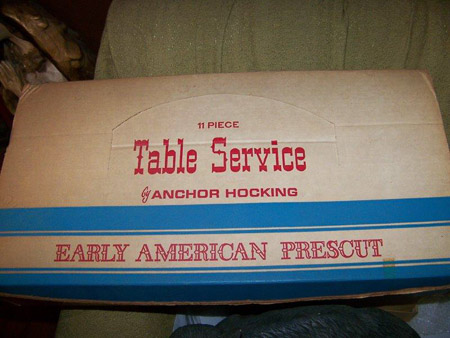 11 PIECE
Table Service
by ANCHOR HOCKING
EARLY AMERICAN PRESCUT